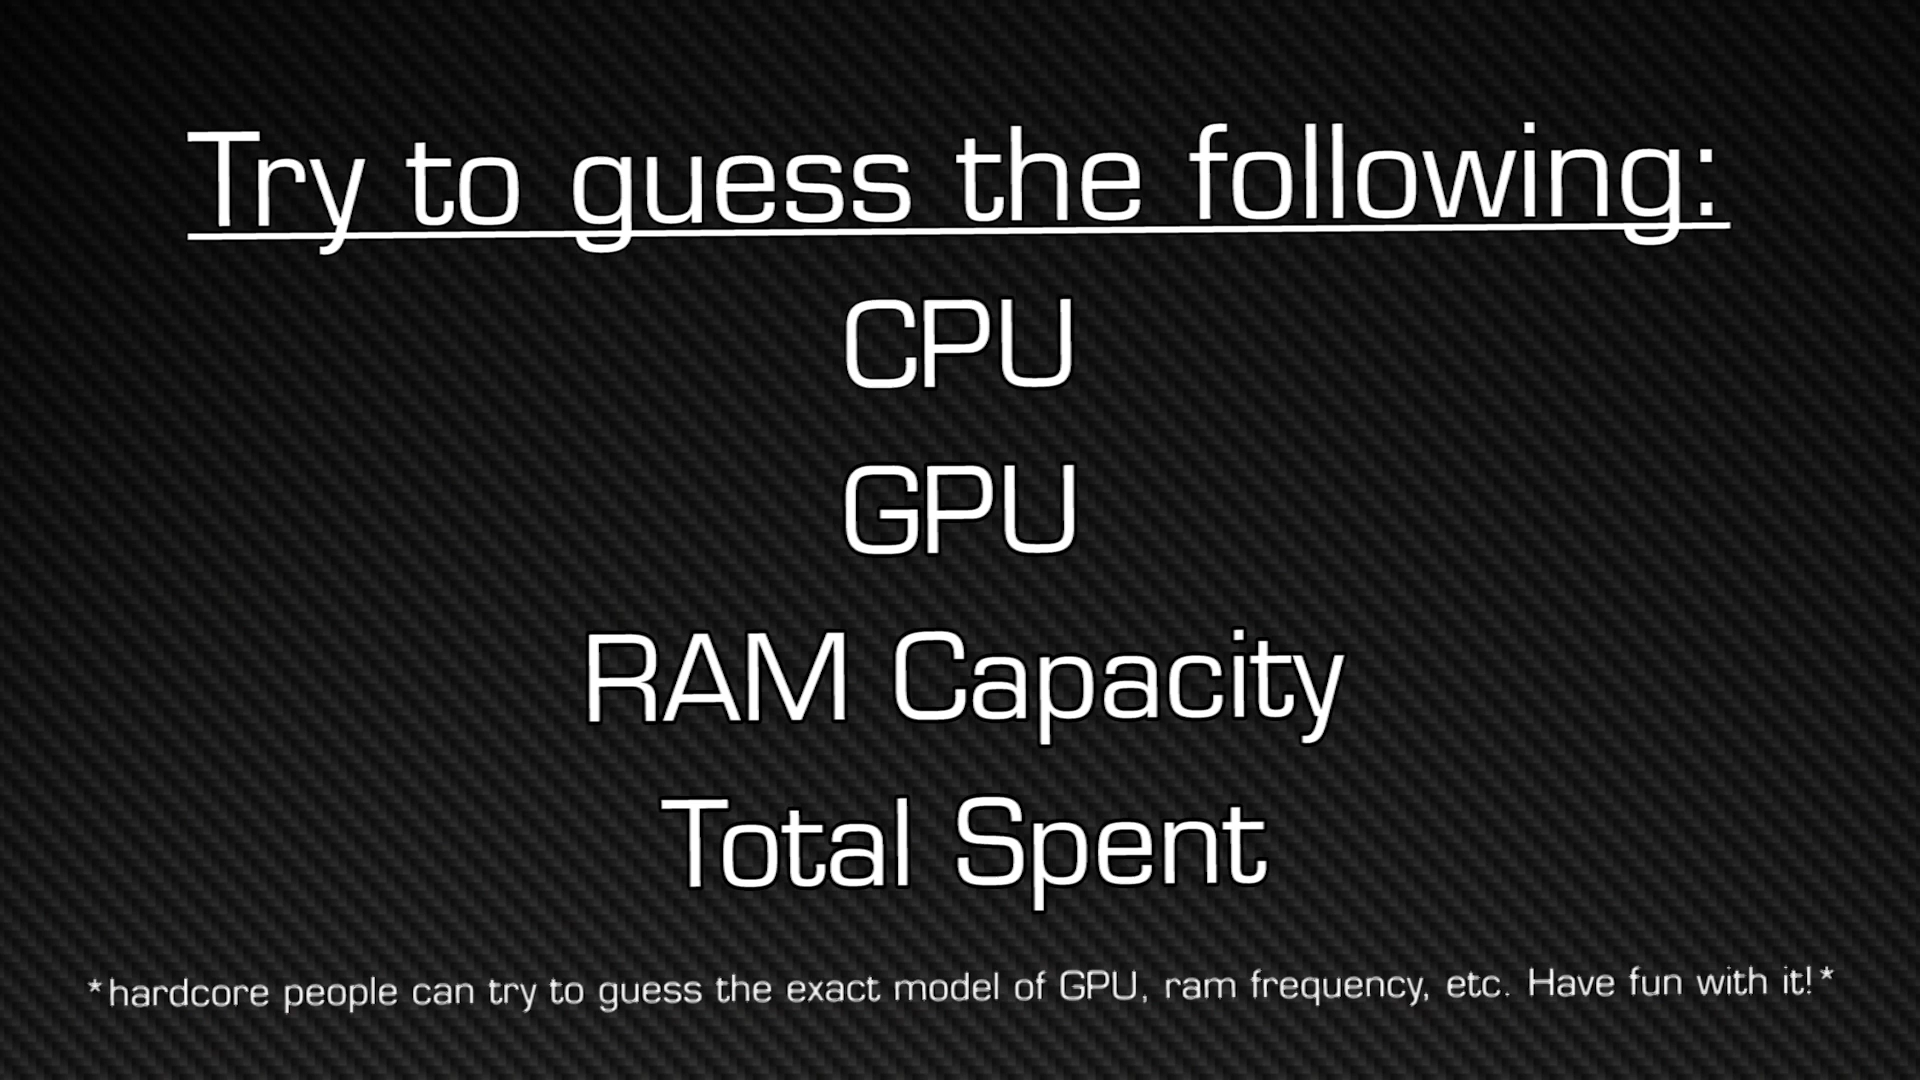 Try to guess the following:
CPU
GPU
RAM Capacity
Total Spent
*hardcore people can try to guess the exact model of GPU, ram frequency, etc. Have fun with it!*